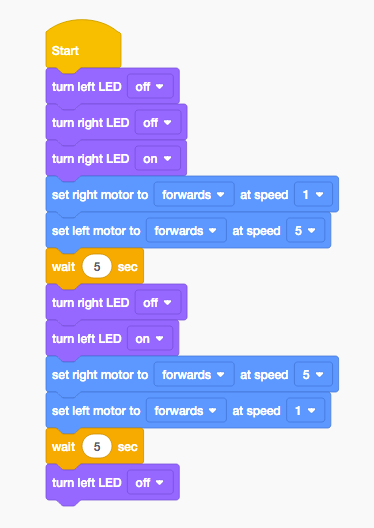 Start
turn left LED off
turn right LED off
turn right LED on
set right motor to forwards at speed 1
set left motor to forwards at speed 5
wait 5 sec
turn right LED off
turn left LED on
set right motor to forwards at speed 5
set left motor to forwards at speed 1
wait 5 sec
turn left LED off